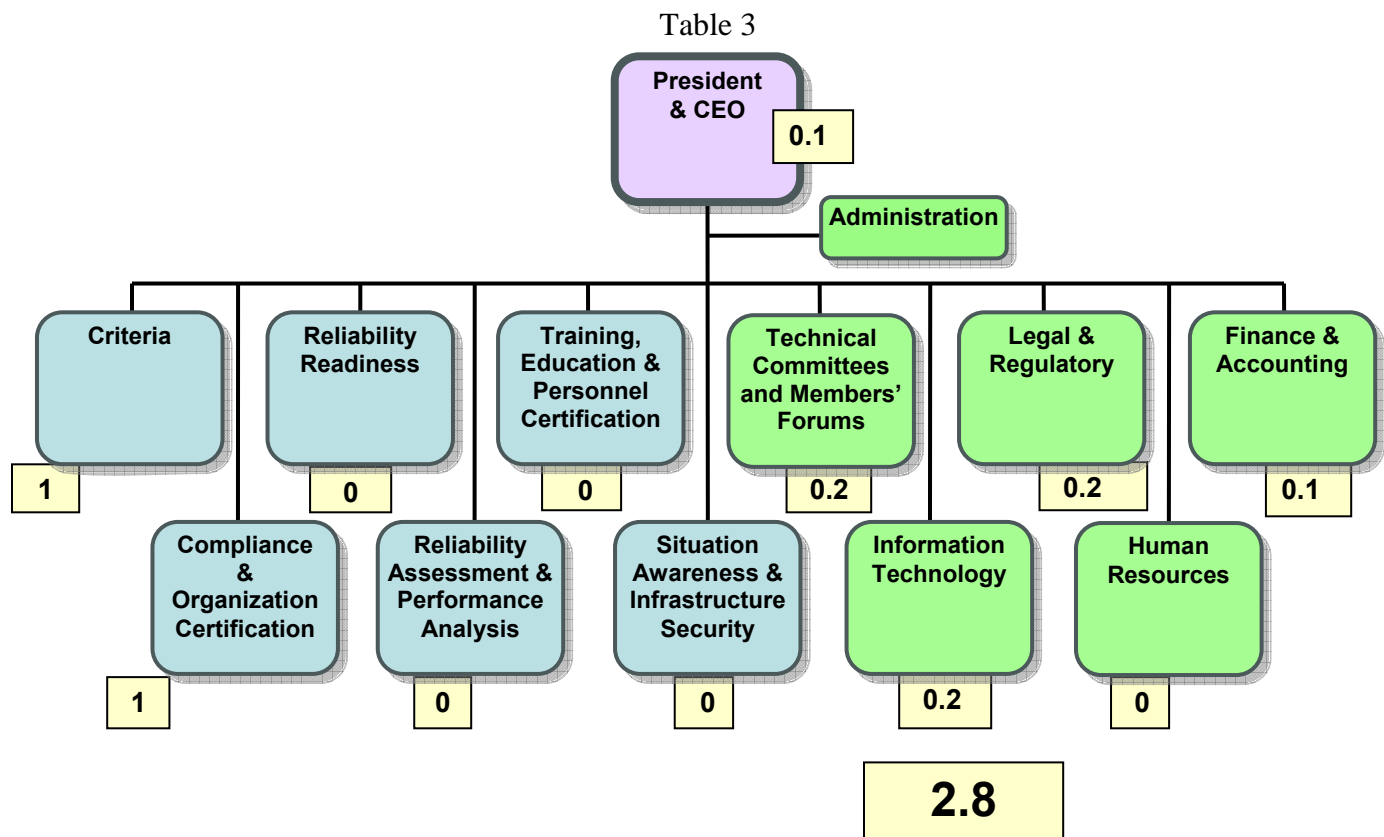 Table 3
President
& CEO
0.1
Administration
Criteria
1
Reliability
Readiness
0
Training,
Education &
Personnel
Certification
0
Technical
Committees
and Members’
Forums
0.2
Legal &
Regulatory
0.2
Finance &
Accounting
0.1
Compliance
&
Organization
Certification
1
Reliability
Assessment &
Performance
Analysis
0
Situation
Awareness &
Infrastructure
Security
0
Information
Technology
0.2
Human
Resources
0
2.8